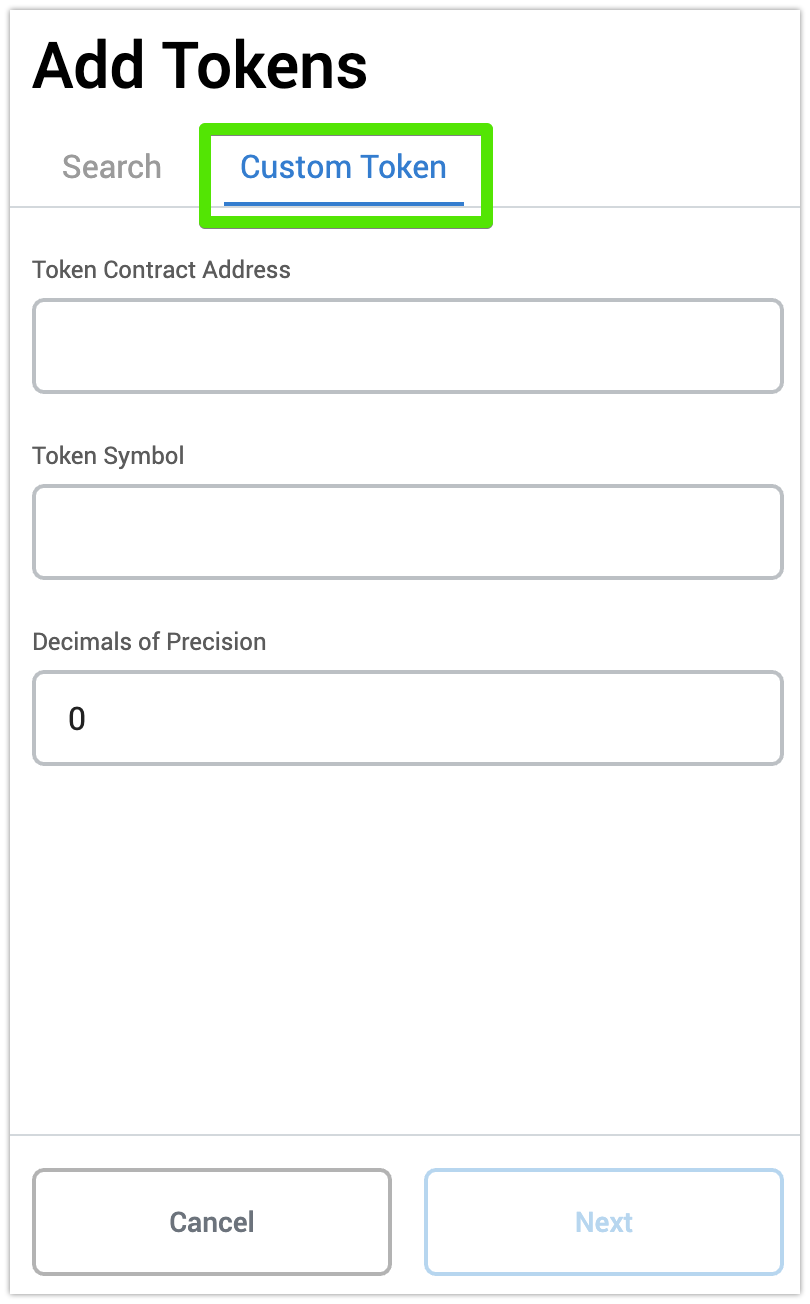 Add Tokens
Search Custom Token
Token Contract Address
Token Symbol
Decimals of Precision
0
Cancel Next